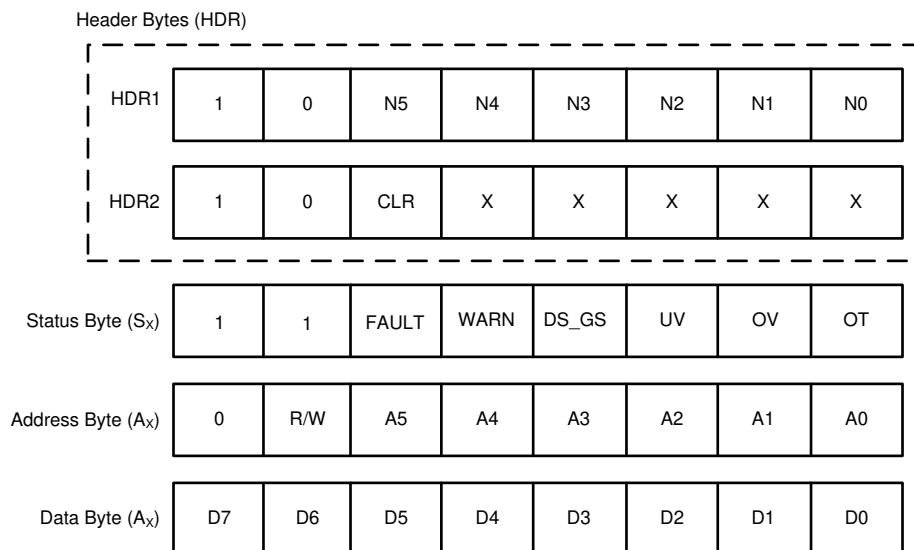 Header Bytes (HDR)
HDR1 1 0 N5 N4 N3 N2 N1 N0
HDR2 1 0 CLR X X X X X
Status Byte (SX) 1 1 FAULT WARN DS_GS UV OV OT
Address Byte (AX) 0 R/W A5 A4 A3 A2 A1 A0
Data Byte (AX) D7 D6 D5 D4 D3 D2 D1 D0